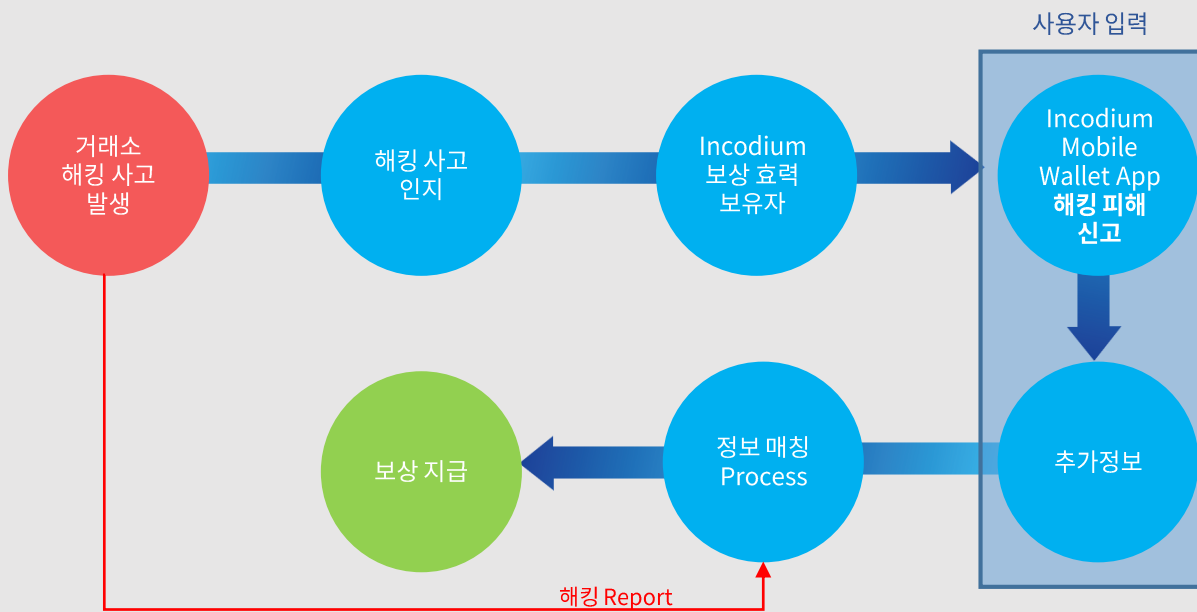 사용자 입력
거래소
해킹 사고
발생
해킹 사고
인지
Incodium
보상 효력
보유자
Incodium
Mobile
Wallet App
해킹 피해
신고
보상 지급
정보 매칭
Process
추가정보
해킹 Report